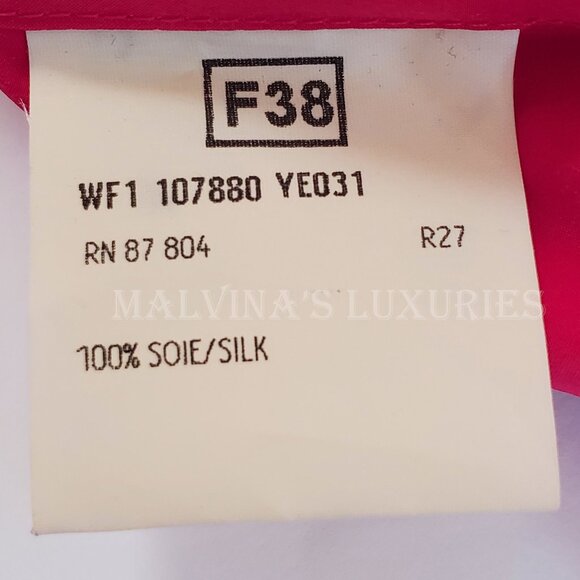 F38
WF1 107880 YE031
RN 87 804 R27
MALVINA'S LUXURIES
100% SOIE/SILK